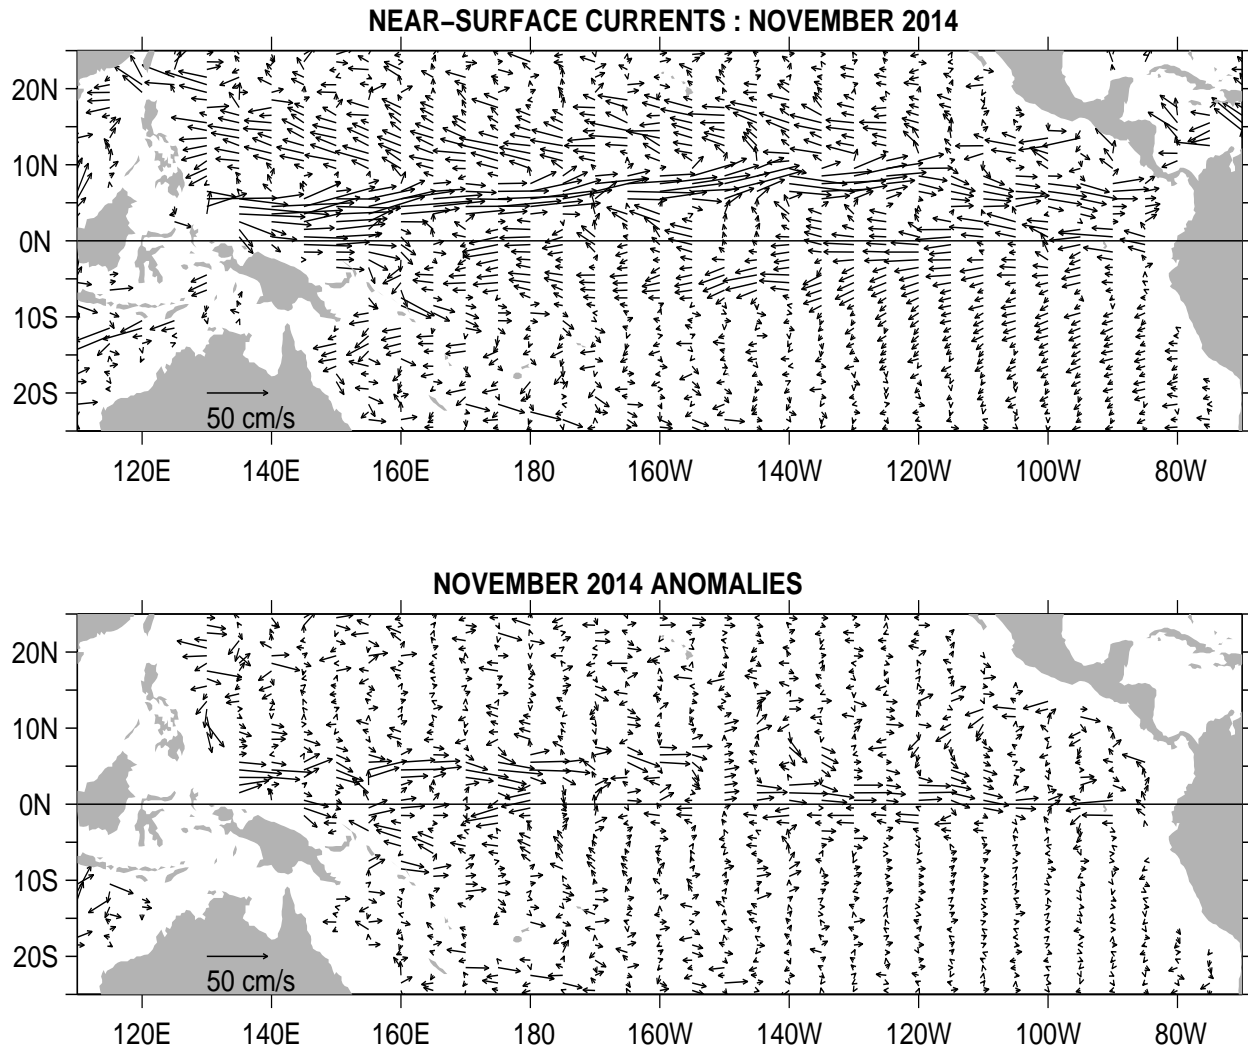 NEAR−SURFACE CURRENTS : NOVEMBER 2014
20N
10N
0N
10S
20S
50 cm/s
120E 140E 160E 180 160W 140W 120W 100W 80W
NOVEMBER 2014 ANOMALIES
20N
10N
0N
10S
20S
50 cm/s
120E 140E 160E 180 160W 140W 120W 100W 80W